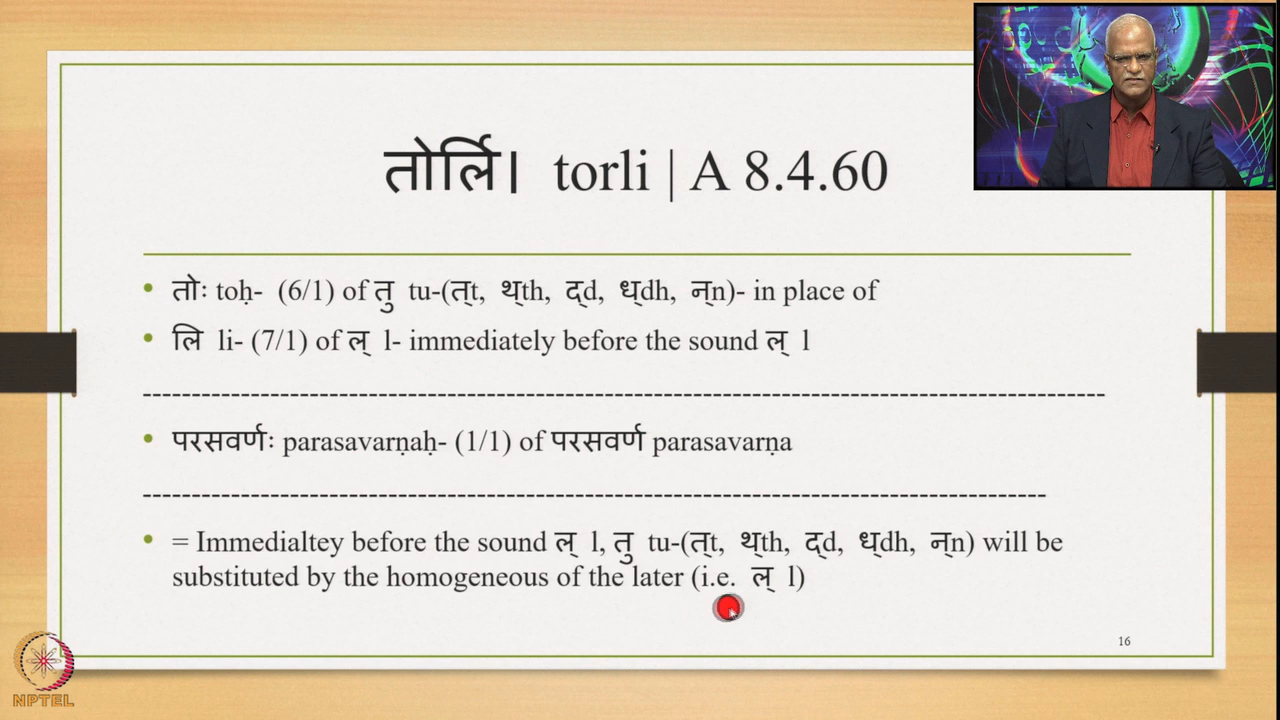 तोर्लि। torli | A 8.4.60
• तोः toḥ- (6/1) of तु tu-(त्t, थ्th, द्d, ध्dh, न्n)- in place of
• लि li- (7/1) of ल् l- immediately before the sound ल् l
------------------------------------------------------------------------------------------------
• परसवर्णः parasavarṇaḥ- (1/1) of परसवर्ण parasavarṇa
------------------------------------------------------------------------------------------
• = Immedialtey before the sound ल् l, तु tu-(त्t, थ्th, द्d, ध्dh, न्n) will be
substituted by the homogeneous of the later (i.e. ल् l)
16
NPTEL